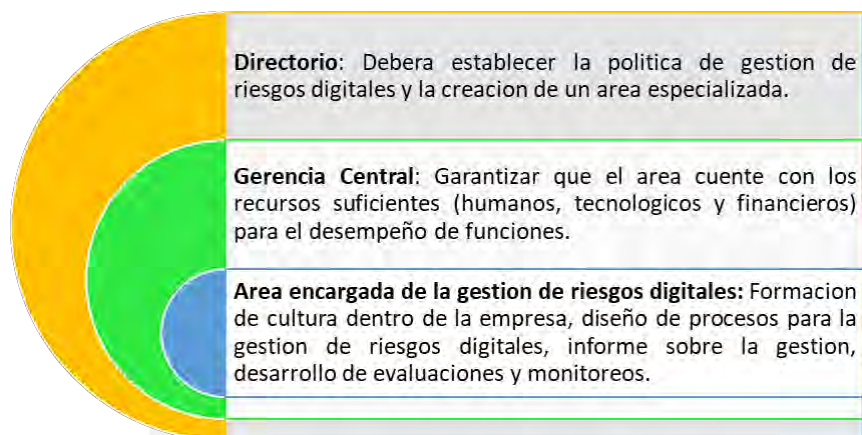 Directorio: Debera establecer la politica de gestion de
riesgos digitales y la creacion de un area especializada.
Gerencia Central: Garantizar que el area cuente con los
recursos suficientes (humanos, tecnologicos y financieros)
para el desempeño de funciones.
Area encargada de la gestion de riesgos digitales: Formacion
de cultura dentro de la empresa, diseño de procesos para la
gestion de riesgos digitales, informe sobre la gestion,
desarrollo de evaluaciones y monitoreos.